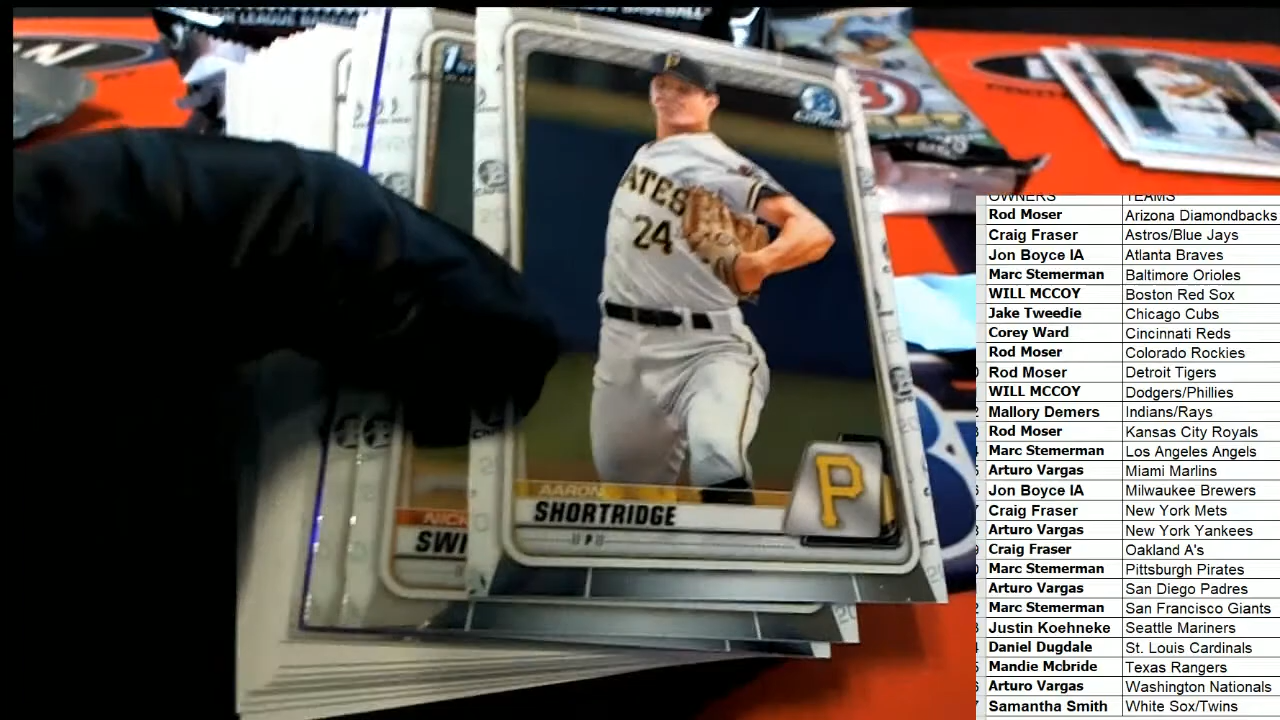 ATES
24
P
AARON
SHORTRIDGE
P
NICK
SWI
1st
OWNERS TEAMS
Rod Moser Arizona Diamondbacks
Craig Fraser Astros/Blue Jays
Jon Boyce IA Atlanta Braves
Marc Stemerman Baltimore Orioles
WILL MCCOY Boston Red Sox
Jake Tweedie Chicago Cubs
Corey Ward Cincinnati Reds
Rod Moser Colorado Rockies
Rod Moser Detroit Tigers
WILL MCCOY Dodgers/Phillies
Mallory Demers Indians/Rays
Rod Moser Kansas City Royals
Marc Stemerman Los Angeles Angels
Arturo Vargas Miami Marlins
Jon Boyce IA Milwaukee Brewers
Craig Fraser New York Mets
Arturo Vargas New York Yankees
Craig Fraser Oakland A's
Marc Stemerman Pittsburgh Pirates
Arturo Vargas San Diego Padres
Marc Stemerman San Francisco Giants
Justin Koehneke Seattle Mariners
Daniel Dugdale St. Louis Cardinals
Mandie Mcbride Texas Rangers
Arturo Vargas Washington Nationals
Samantha Smith White Sox/Twins